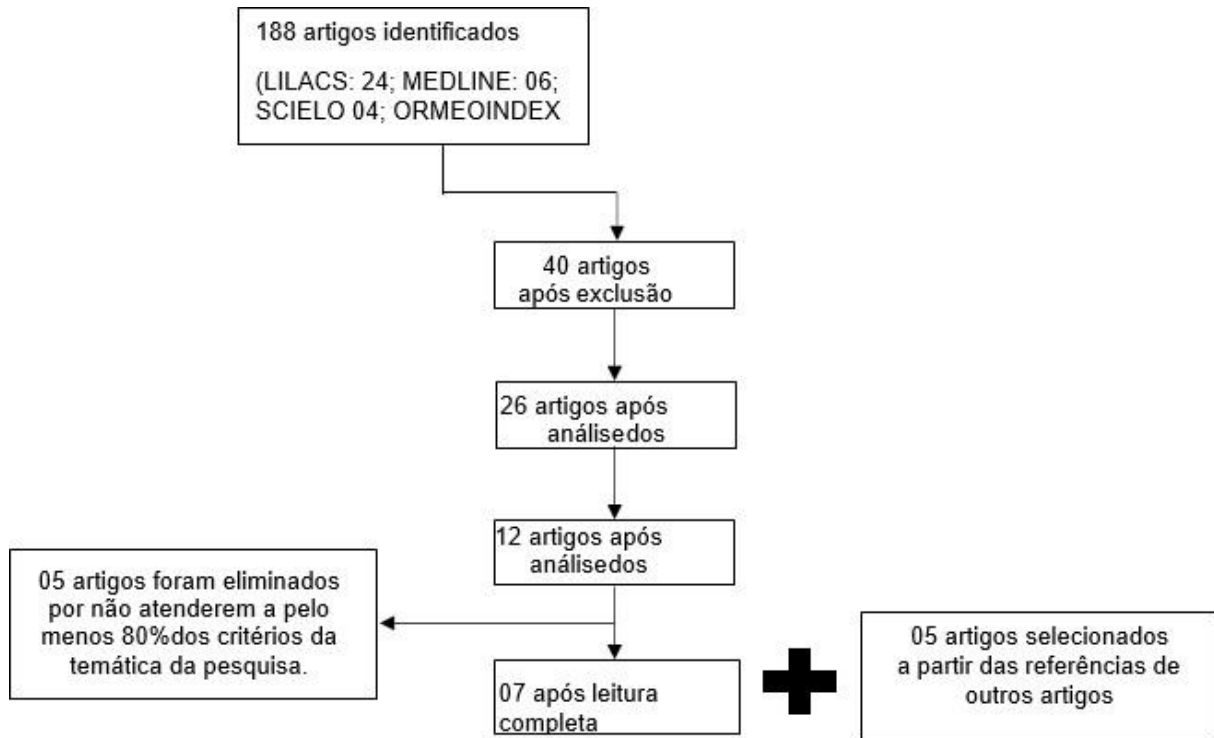 188 artigos identificados
(LILACS: 24; MEDLINE: 06;
SCIELO 04; ORMEOINDEX
40 artigos
após exclusão
26 artigos após
análisedos
12 artigos após
análisedos
05 artigos foram eliminados
por não atenderem a pelo
menos 80%dos critérios da
temática da pesquisa.
07 após leitura
completa
05 artigos selecionados
a partir das referências de
outros artigos